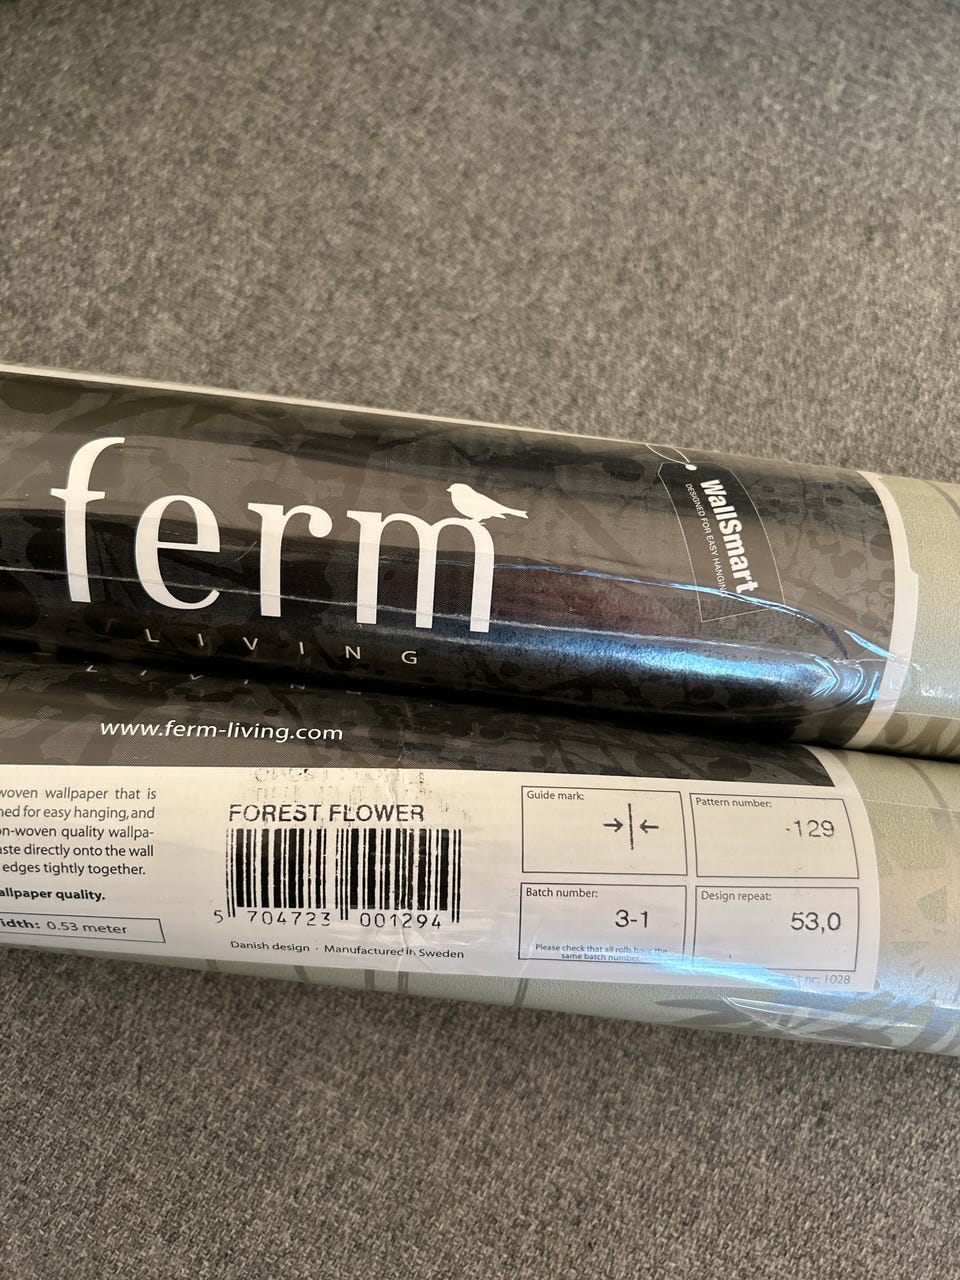 ferm
LIVING
WallSmart
DESIGNED FOR EASY HANGING
www.ferm-living.com
woven wallpaper that is
ned for easy hanging, and
on-woven quality wallpa-
aste directly onto the wall
edges tightly together.
allpaper quality.
idth: 0.53 meter
FOREST FLOWER
5 704723 001294
Danish design · Manufactured in Sweden
Guide mark:
Pattern number:
-129
Batch number:
3-1
Please check that all rolls have the
same batch number.
Design repeat:
53,0
nr: 1028